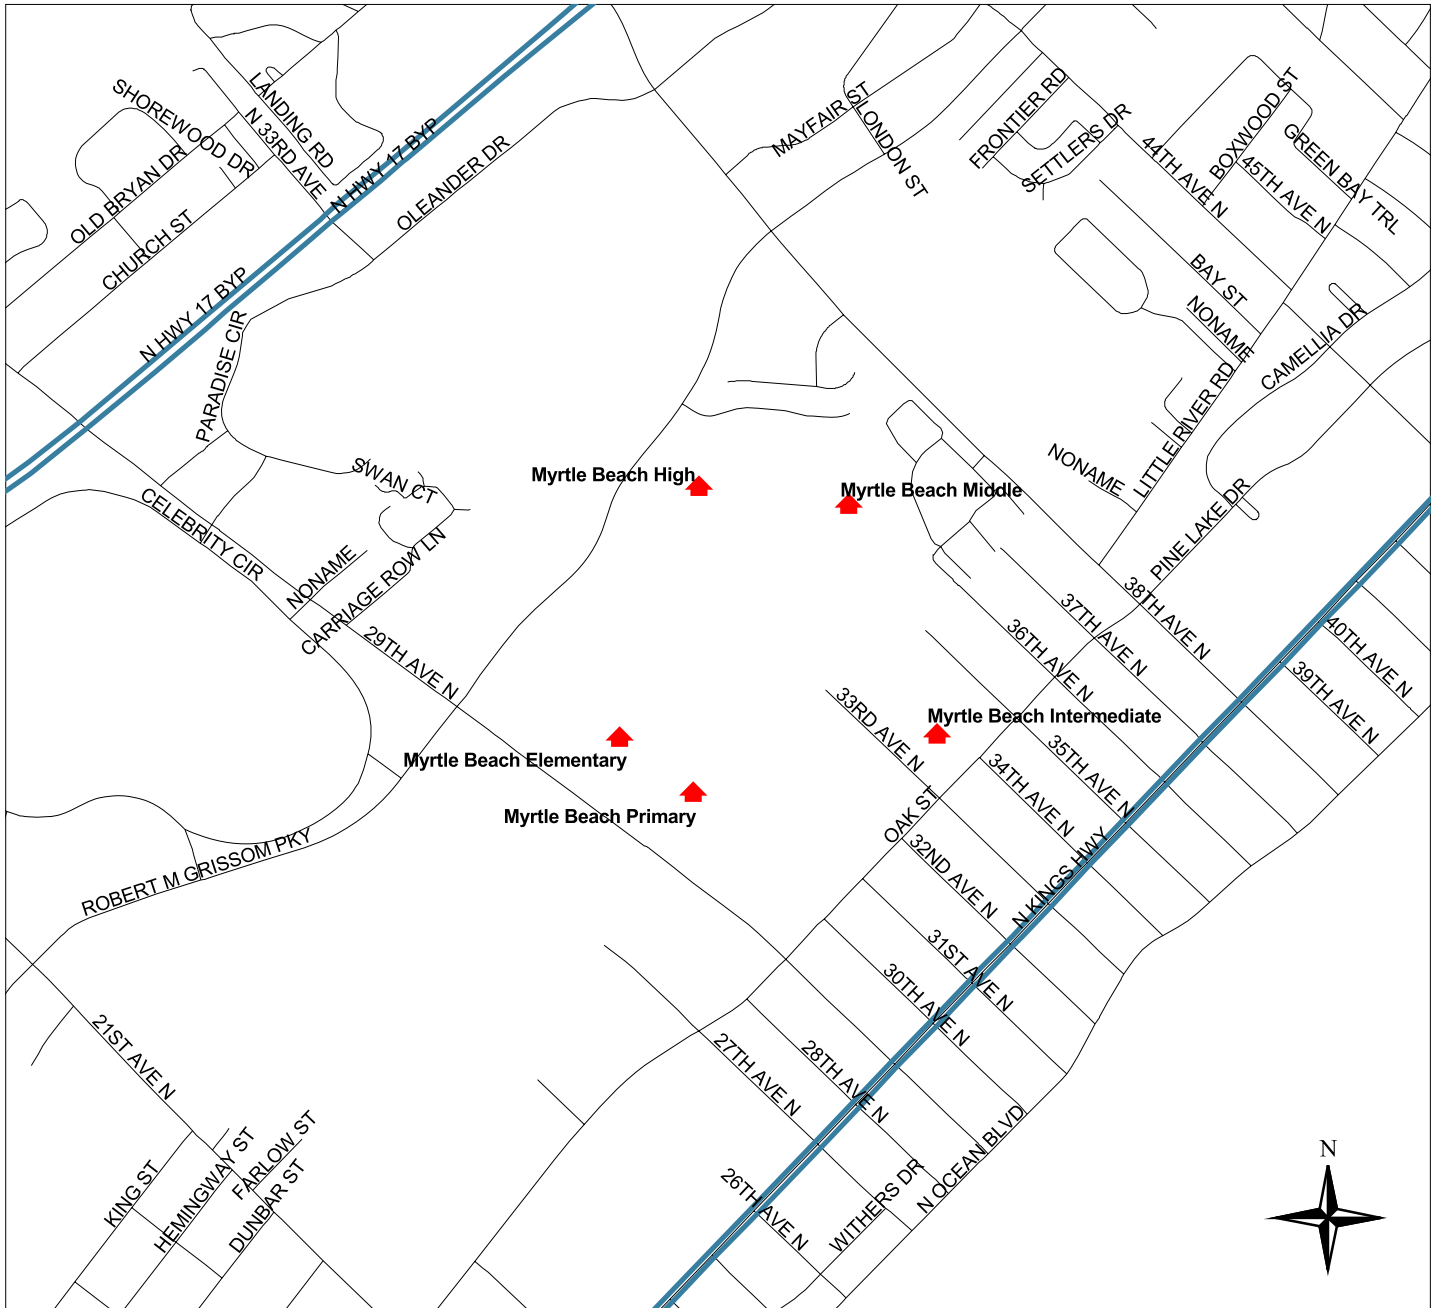 LANDING RD
SHOREWOOD DR
N 33RD AVE
N HWY 17 BYP
OLEANDER DR
OLD BRYAN DR
CHURCH ST
N HWY 17 BYP
PARADISE CIR
MAYFAIR ST
LONDON ST
FRONTIER RD
SETTLERS DR
44TH AVE N
BOXWOOD ST
45TH AVE N
GREEN BAY TRL
BAY ST
NONAME
CAMELLIA DR
LITTLE RIVER RD
NONAME
PINE LAKE DR
SWAN CT
Myrtle Beach High
Myrtle Beach Middle
CELEBRITY CIR
NONAME
CARRIAGE ROW LN
29TH AVE N
38TH AVE N
37TH AVE N
36TH AVE N
40TH AVE N
39TH AVE N
33RD AVE N
Myrtle Beach Intermediate
35TH AVE N
34TH AVE N
Myrtle Beach Elementary
Myrtle Beach Primary
OAK ST
32ND AVE N
N KINGS HWY
ROBERT M GRISSOM PKY
31ST AVE N
30TH AVE N
21ST AVE N
27TH AVE N
28TH AVE N
N OCEAN BLVD
KING ST
HEMINGWAY ST
FARLOW ST
DUNBAR ST
26TH AVE N
WITHERS DR
N